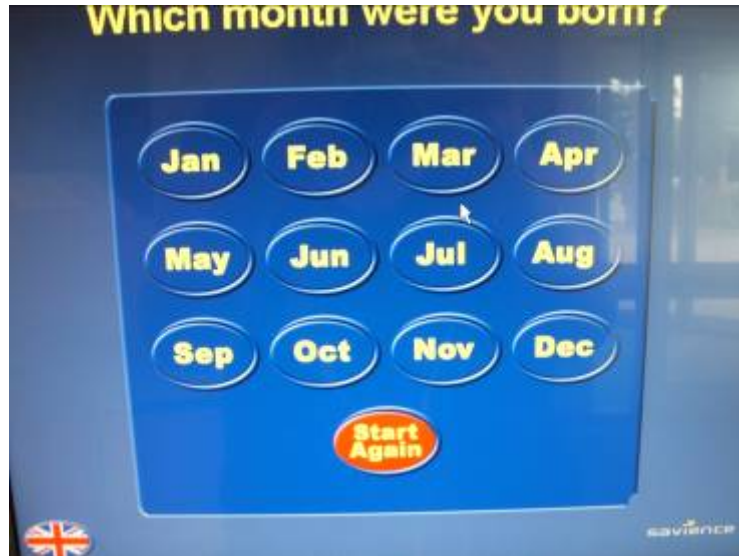 Which month were you born?
Jan Feb Mar Apr
May Jun Jul Aug
Sep Oct Nov Dec
Start
Again
savience